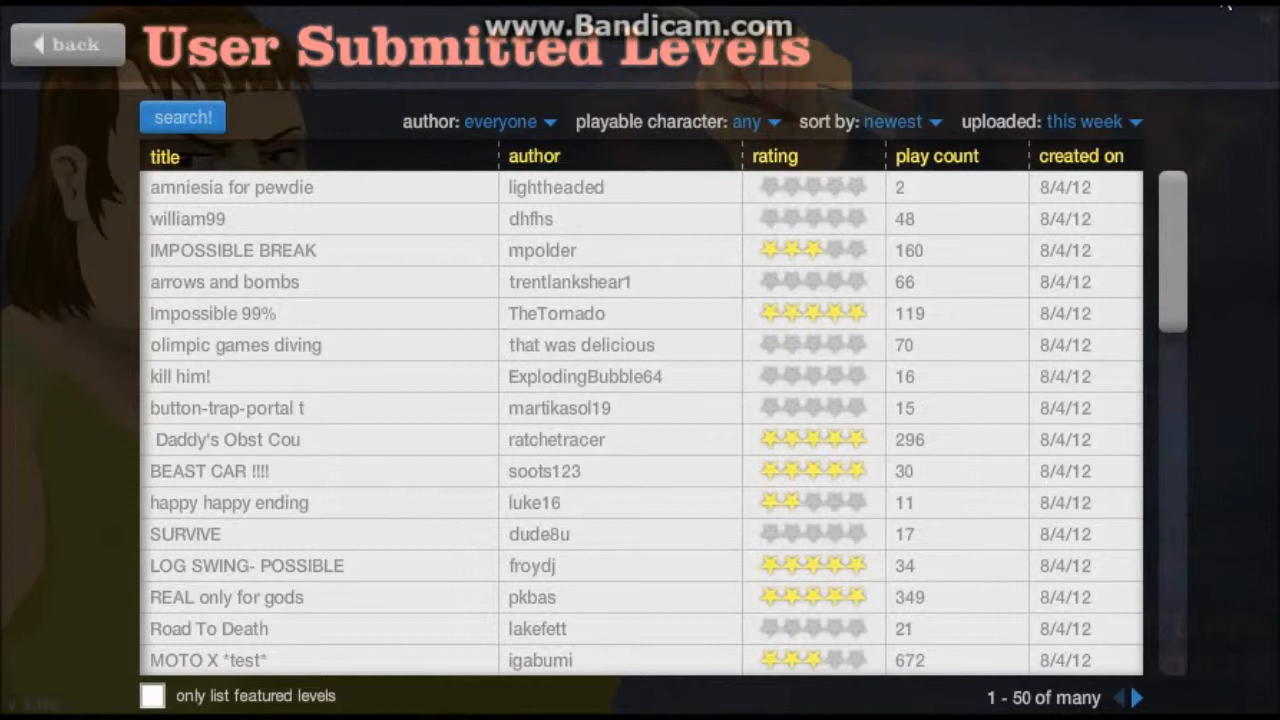 www.Bandicam.com
back
User Submitted Levels
search!
author: everyone playable character: any sort by: newest uploaded: this week
title author rating play count created on
amniesia for pewdie lightheaded 2 8/4/12
william99 dhfhs 48 8/4/12
IMPOSSIBLE BREAK mpolder 160 8/4/12
arrows and bombs trentlankshear1 66 8/4/12
Impossible 99% TheTornado 119 8/4/12
olimpic games diving that was delicious 70 8/4/12
kill him! ExplodingBubble64 16 8/4/12
button-trap-portal t martikasol19 15 8/4/12
Daddy's Obst Cou ratchetracer 296 8/4/12
BEAST CAR !!!! soots123 30 8/4/12
happy happy ending luke16 11 8/4/12
SURVIVE dude8u 17 8/4/12
LOG SWING- POSSIBLE froydj 34 8/4/12
REAL only for gods pkbas 349 8/4/12
Road To Death lakefett 21 8/4/12
MOTO X *test* igabumi 672 8/4/12
only list featured levels
1 - 50 of many